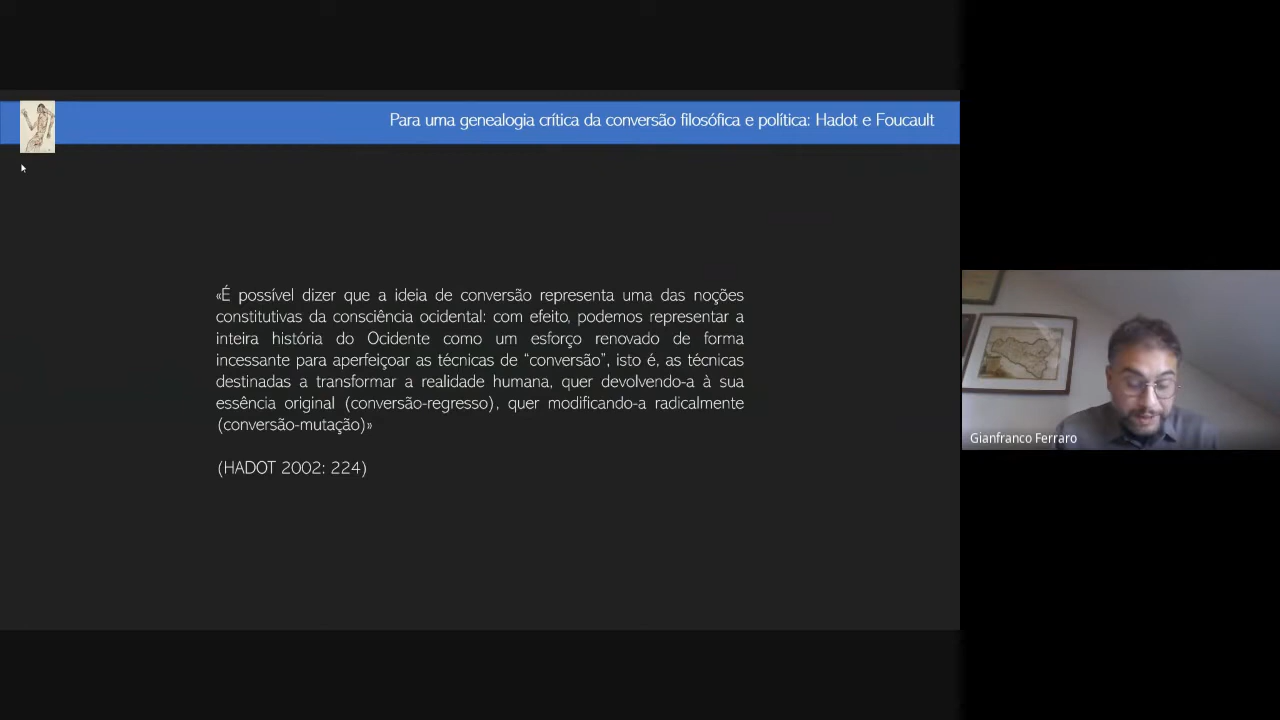 Para uma genealogia crítica da conversão filosófica e política: Hadot e Foucault
«É possível dizer que a ideia de conversão representa uma das noções
constitutivas da consciência ocidental: com efeito, podemos representar a
inteira história do Ocidente como um esforço renovado de forma
incessante para aperfeiçoar as técnicas de “conversão”, isto é, as técnicas
destinadas a transformar a realidade humana, quer devolvendo-a à sua
essência original (conversão-regresso), quer modificando-a radicalmente
(conversão-mutação)»
(HADOT 2002: 224)
Gianfranco Ferraro